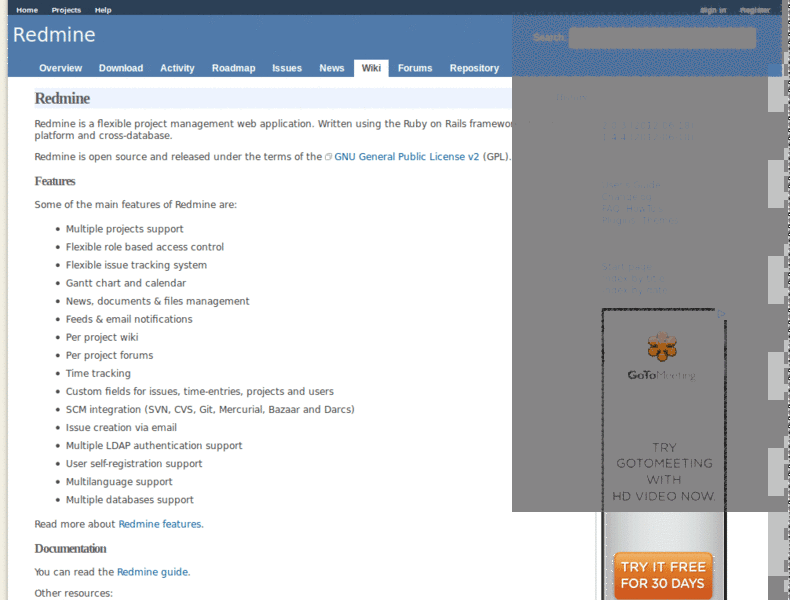 Home Projects Help Sign in Register
Redmine
Search:
Overview Download Activity Roadmap Issues News Wiki Forums Repository
Redmine
Redmine is a flexible project management web application. Written using the Ruby on Rails
platform and cross-database.
Redmine is open source and released under the terms of the GNU General Public License v2 (GPL).
Features
Some of the main features of Redmine are:
Multiple projects support
Flexible role based access control
Flexible issue tracking system
Gantt chart and calendar
News, documents & files management
Feeds & email notifications
Per project wiki
Per project forums
Time tracking
Custom fields for issues, time-entries, projects and users
SCM integration (SVN, CVS, Git, Mercurial, Bazaar and Darcs)
Issue creation via email
Multiple LDAP authentication support
User self-registration support
Multilanguage support
Multiple databases support
Read more about Redmine features.
Documentation
You can read the Redmine guide.
Other resources:
GoToMeeting
TRY
GOTOMEETING
WITH
HD VIDEO NOW.
TRY IT FREE
FOR 30 DAYS